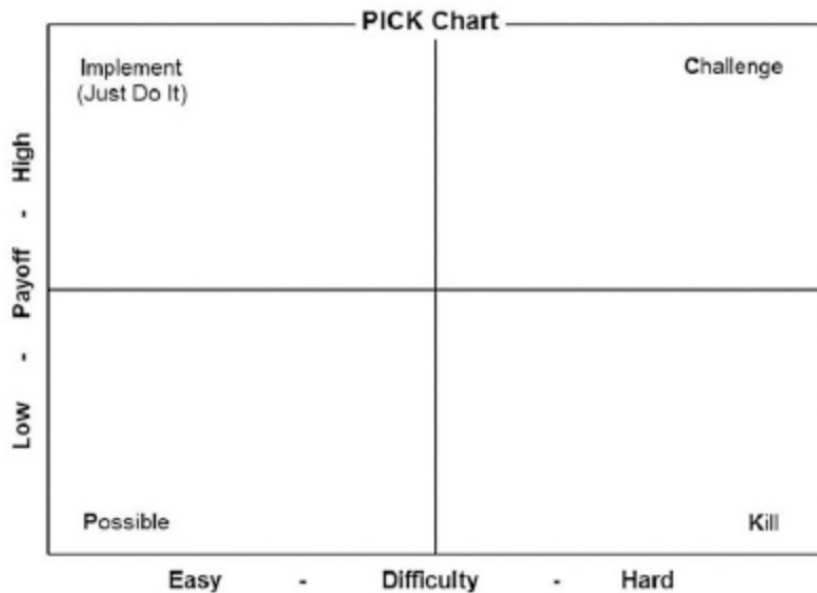 PICK Chart
Implement
(Just Do It)
Challenge
Low - Payoff - High
Possible
Kill
Easy - Difficulty - Hard